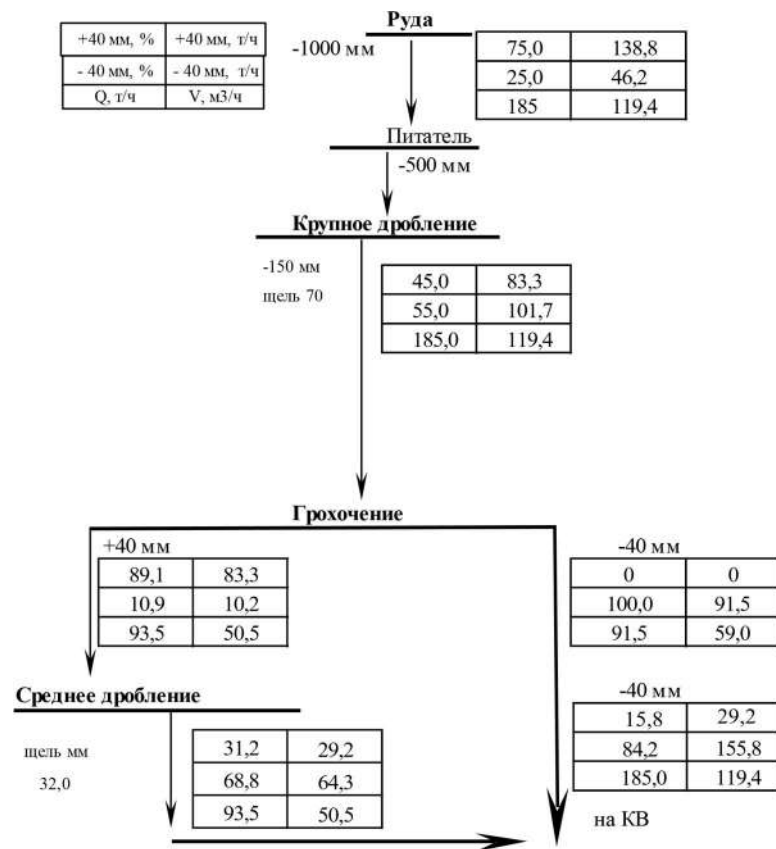 Руда
+40 мм, % +40 мм, т/ч
- 40 мм, % - 40 мм, т/ч
Q, т/ч V, м3/ч
-1000 мм
75,0 138,8
25,0 46,2
185 119,4
Питатель
-500 мм
Крупное дробление
-150 мм
щель 70
45,0 83,3
55,0 101,7
185,0 119,4
Грохочение
+40 мм
89,1 83,3
10,9 10,2
93,5 50,5
-40 мм
0 0
100,0 91,5
91,5 59,0
Среднее дробление
щель мм
32,0
31,2 29,2
68,8 64,3
93,5 50,5
-40 мм
15,8 29,2
84,2 155,8
185,0 119,4
на КВ